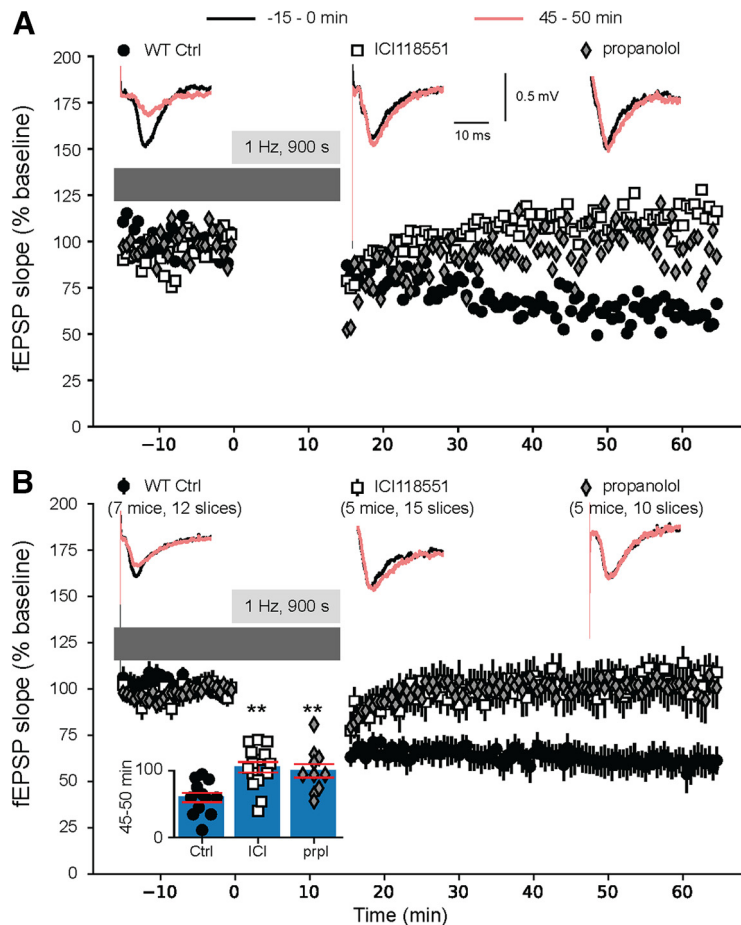 -15 - 0 min 45 - 50 min
A
200
WT Ctrl ICI118551 propanolol
175
0.5 mV
10 ms
1 Hz, 900 s
150
125
100
75
50
25
0
fEPSP slope (% baseline)
-10 0 10 20 30 40 50 60
B
200
WT Ctrl ICI118551 propanolol
(7 mice, 12 slices) (5 mice, 15 slices) (5 mice, 10 slices)
175
150
1 Hz, 900 s
125
100
75
50
25
0
fEPSP slope (% baseline)
** **
100
0
45-50 min
Ctrl ICI prpl
-10 0 10 20 30 40 50 60
Time (min)